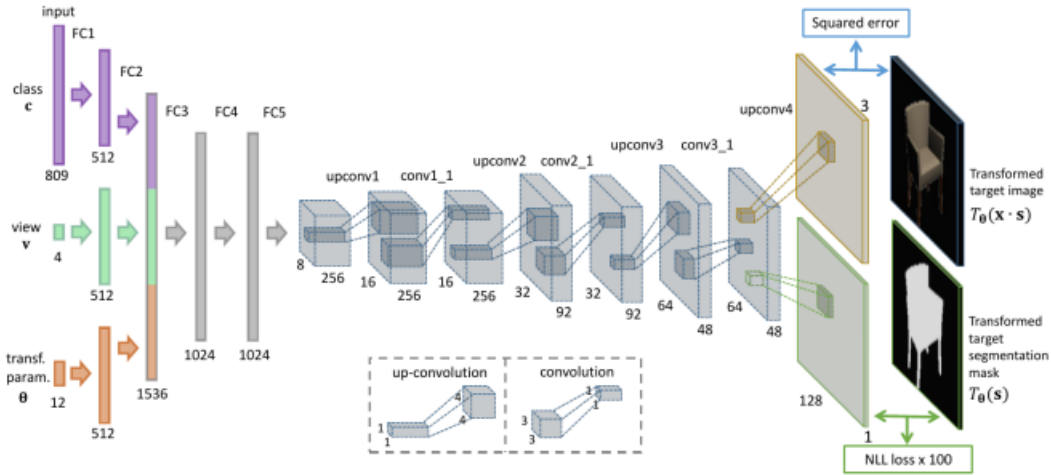 input
FC1
FC2
class
c
809
512
view
v
4
512
transf.
param.
θ
12
512
1536
FC3
FC4
FC5
1024
1024
8
256
upconv1
16
256
conv1_1
16
256
upconv2
32
92
conv2_1
32
92
upconv3
64
48
conv3_1
64
48
upconv4
3
Squared error
Transformed
target image
Tθ(x · s)
128
1
Transformed
target
segmentation
mask
Tθ(s)
NLL loss x 100
up-convolution
1
1
4
4
convolution
3
3
1
1